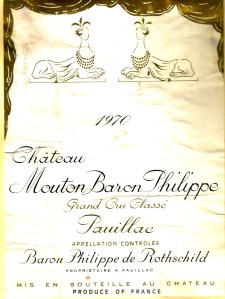 1970
Château
Mouton Baron Philippe
Grand Cru Classé
Pauillac
APPELLATION CONTROLÉE
Baron Philippe de Rothschild
PROPRIÉTAIRE A PAUILLAC
MIS EN BOUTEILLE AU CHATEAU
PRODUCE OF FRANCE